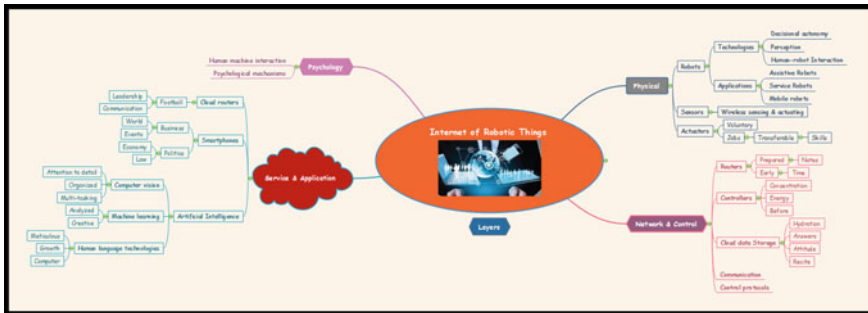 Internet of Robotic Things
Layers
Psychology
Human machine interaction
Psychological mechanisms
Service & Application
Cloud routers
Football
Leadership
Communication
Smartphones
Business
World
Events
Politics
Economy
Law
Artificial Intelligence
Computer vision
Attention to detail
Organized
Multi-tasking
Machine learning
Analyzed
Creative
Human language technologies
Meticulous
Growth
Computer
Physical
Robots
Technologies
Decisional autonomy
Perception
Human-robot Interaction
Applications
Assistive Robots
Service Robots
Mobile robots
Sensors
Wireless sensing & actuating
Actuators
Voluntary
Jobs
Transferable
Skills
Network & Control
Routers
Prepared
Notes
Early
Time
Controllers
Concentration
Energy
Before
Cloud data Storage
Hydration
Answers
Attitude
Recite
Communication
Control protocols